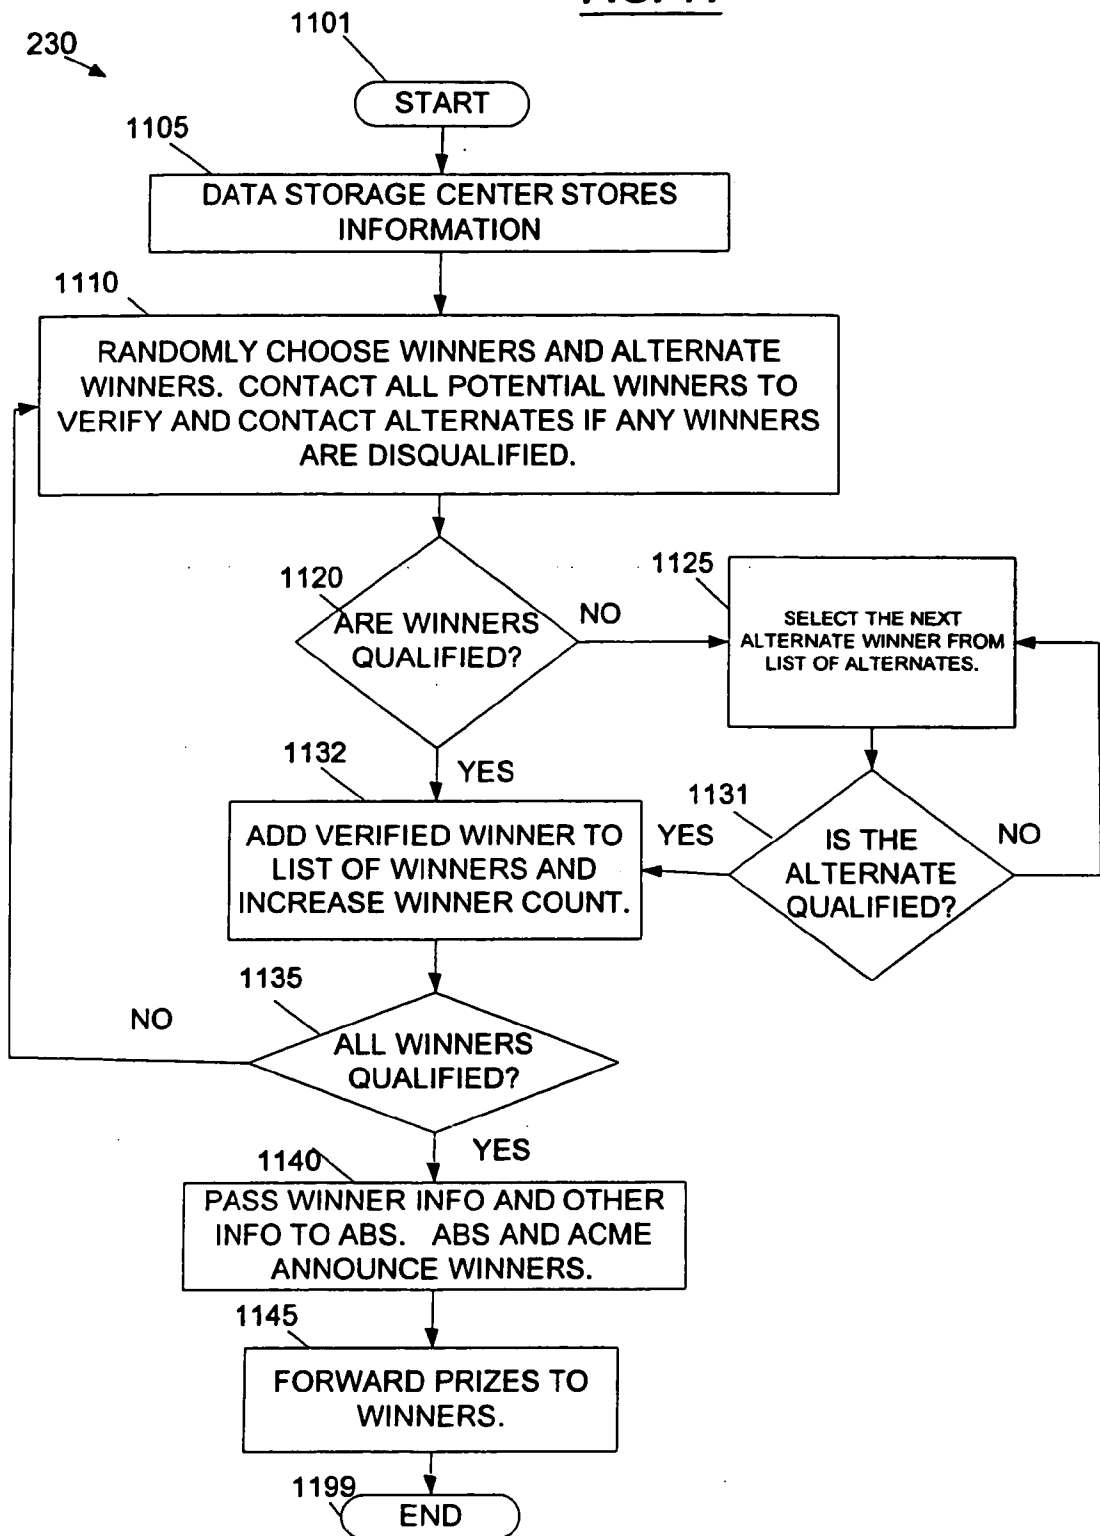 1101
230
START
1105
DATA STORAGE CENTER STORES
INFORMATION
1110
RANDOMLY CHOOSE WINNERS AND ALTERNATE
WINNERS. CONTACT ALL POTENTIAL WINNERS TO
VERIFY AND CONTACT ALTERNATES IF ANY WINNERS
ARE DISQUALIFIED.
1120
ARE WINNERS
QUALIFIED?
NO
1125
SELECT THE NEXT
ALTERNATE WINNER FROM
LIST OF ALTERNATES.
YES
1132
ADD VERIFIED WINNER TO
LIST OF WINNERS AND
INCREASE WINNER COUNT.
YES
1131
IS THE
ALTERNATE
QUALIFIED?
NO
1135
NO
ALL WINNERS
QUALIFIED?
YES
1140
PASS WINNER INFO AND OTHER
INFO TO ABS. ABS AND ACME
ANNOUNCE WINNERS.
1145
FORWARD PRIZES TO
WINNERS.
1199
END